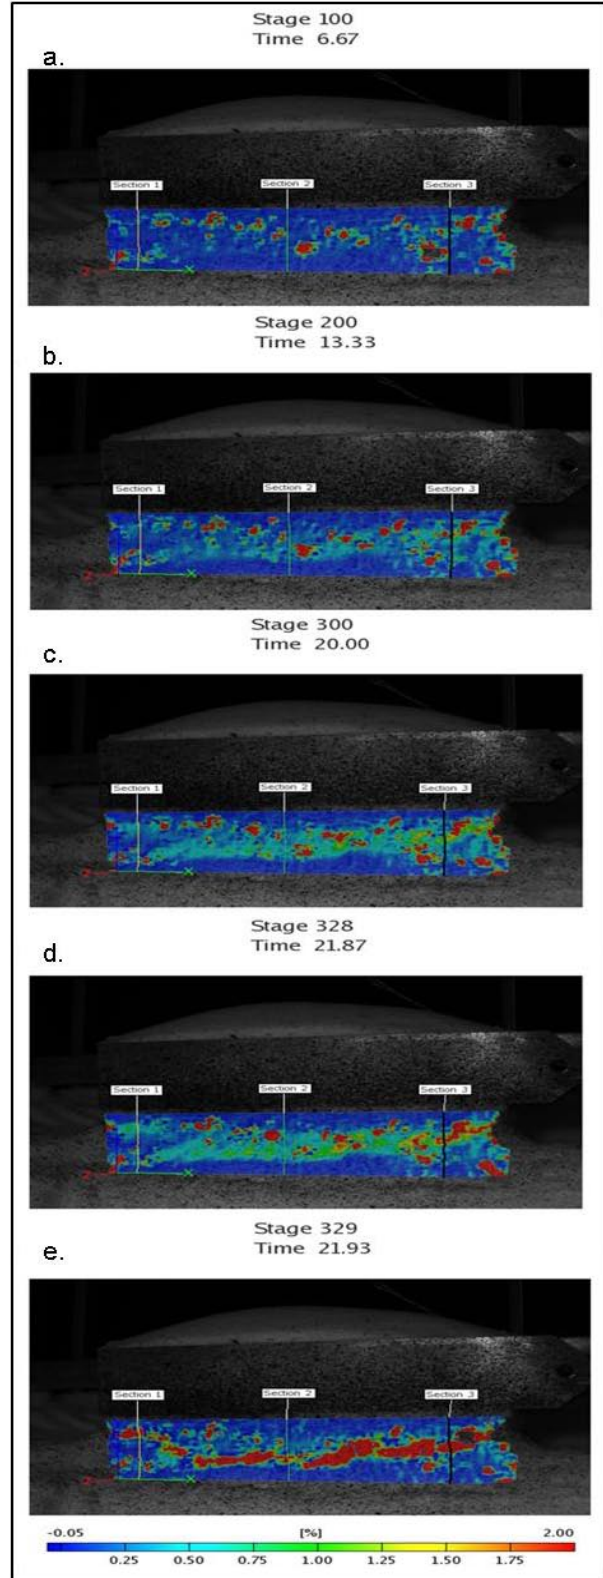 Stage 100
Time 6.67
a.
Section 1
Section 2
Section 3
Z
X
Stage 200
Time 13.33
b.
Section 1
Section 2
Section 3
Z
X
Stage 300
Time 20.00
c.
Section 1
Section 2
Section 3
Z
X
Stage 328
Time 21.87
d.
Section 1
Section 2
Section 3
Z
X
Stage 329
Time 21.93
e.
Section 1
Section 2
Section 3
Z
X
-0.05 [%] 2.00
0.25 0.50 0.75 1.00 1.25 1.50 1.75